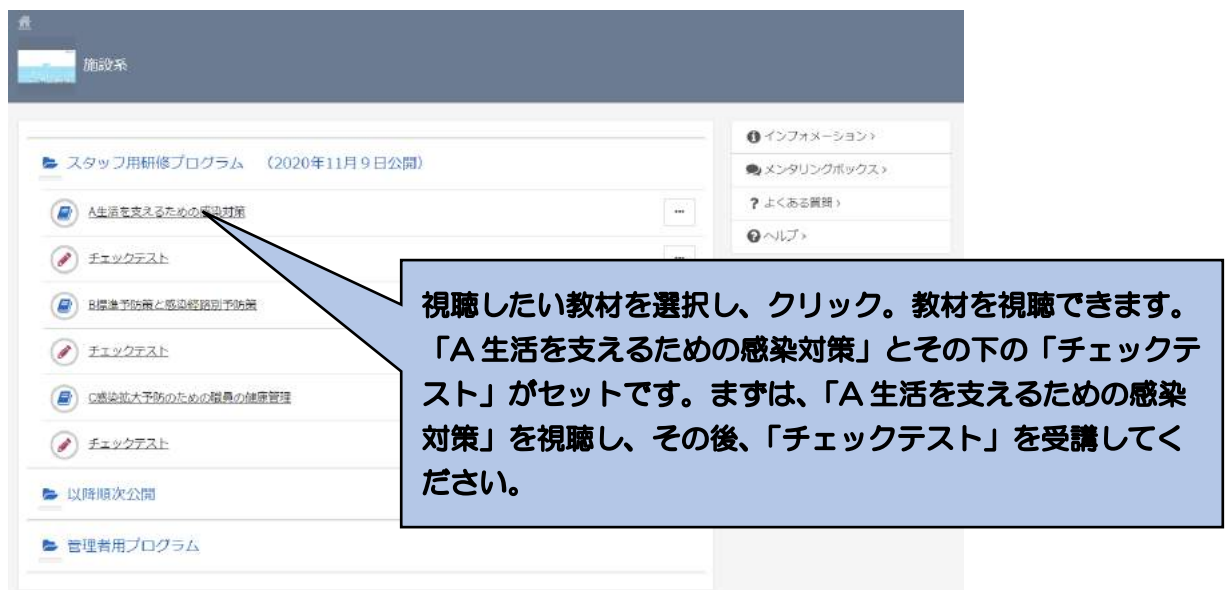 施設系
スタッフ用研修プログラム （2020年11月9日公開）
A生活を支えるための感染対策
チェックテスト
B標準予防策と感染経路別予防策
チェックテスト
C感染拡大予防のための職員の健康管理
チェックテスト
以降順次公開
管理者用プログラム
インフォメーション
メンタリングボックス
よくある質問
ヘルプ
視聴したい教材を選択し、クリック。教材を視聴できます。
「A 生活を支えるための感染対策」とその下の「チェックテ
スト」がセットです。まずは、「A 生活を支えるための感染
対策」を視聴し、その後、「チェックテスト」を受講してく
ださい。